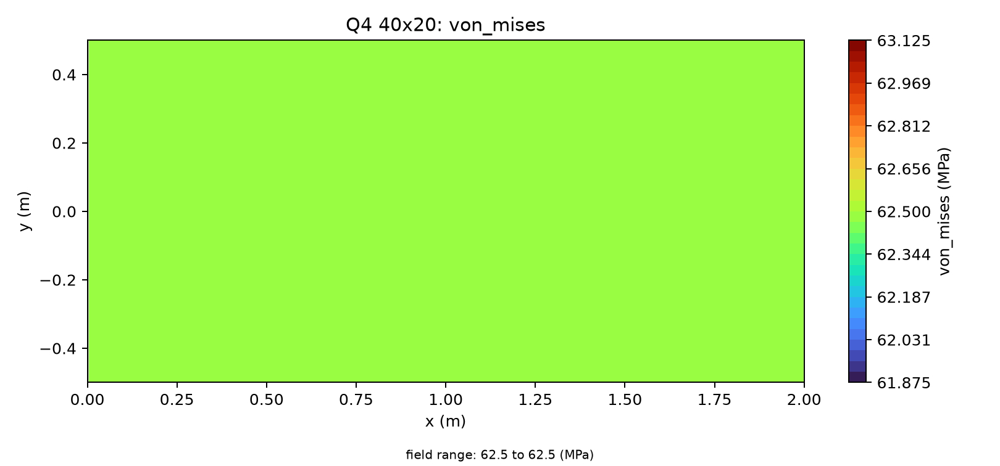 Q4 40x20: von_mises
0.4
0.2
0.0
−0.2
−0.4
y (m)
0.00 0.25 0.50 0.75 1.00 1.25 1.50 1.75 2.00
x (m)
63.125
62.969
62.812
62.656
62.500
62.344
62.187
62.031
61.875
von_mises (MPa)
field range: 62.5 to 62.5 (MPa)